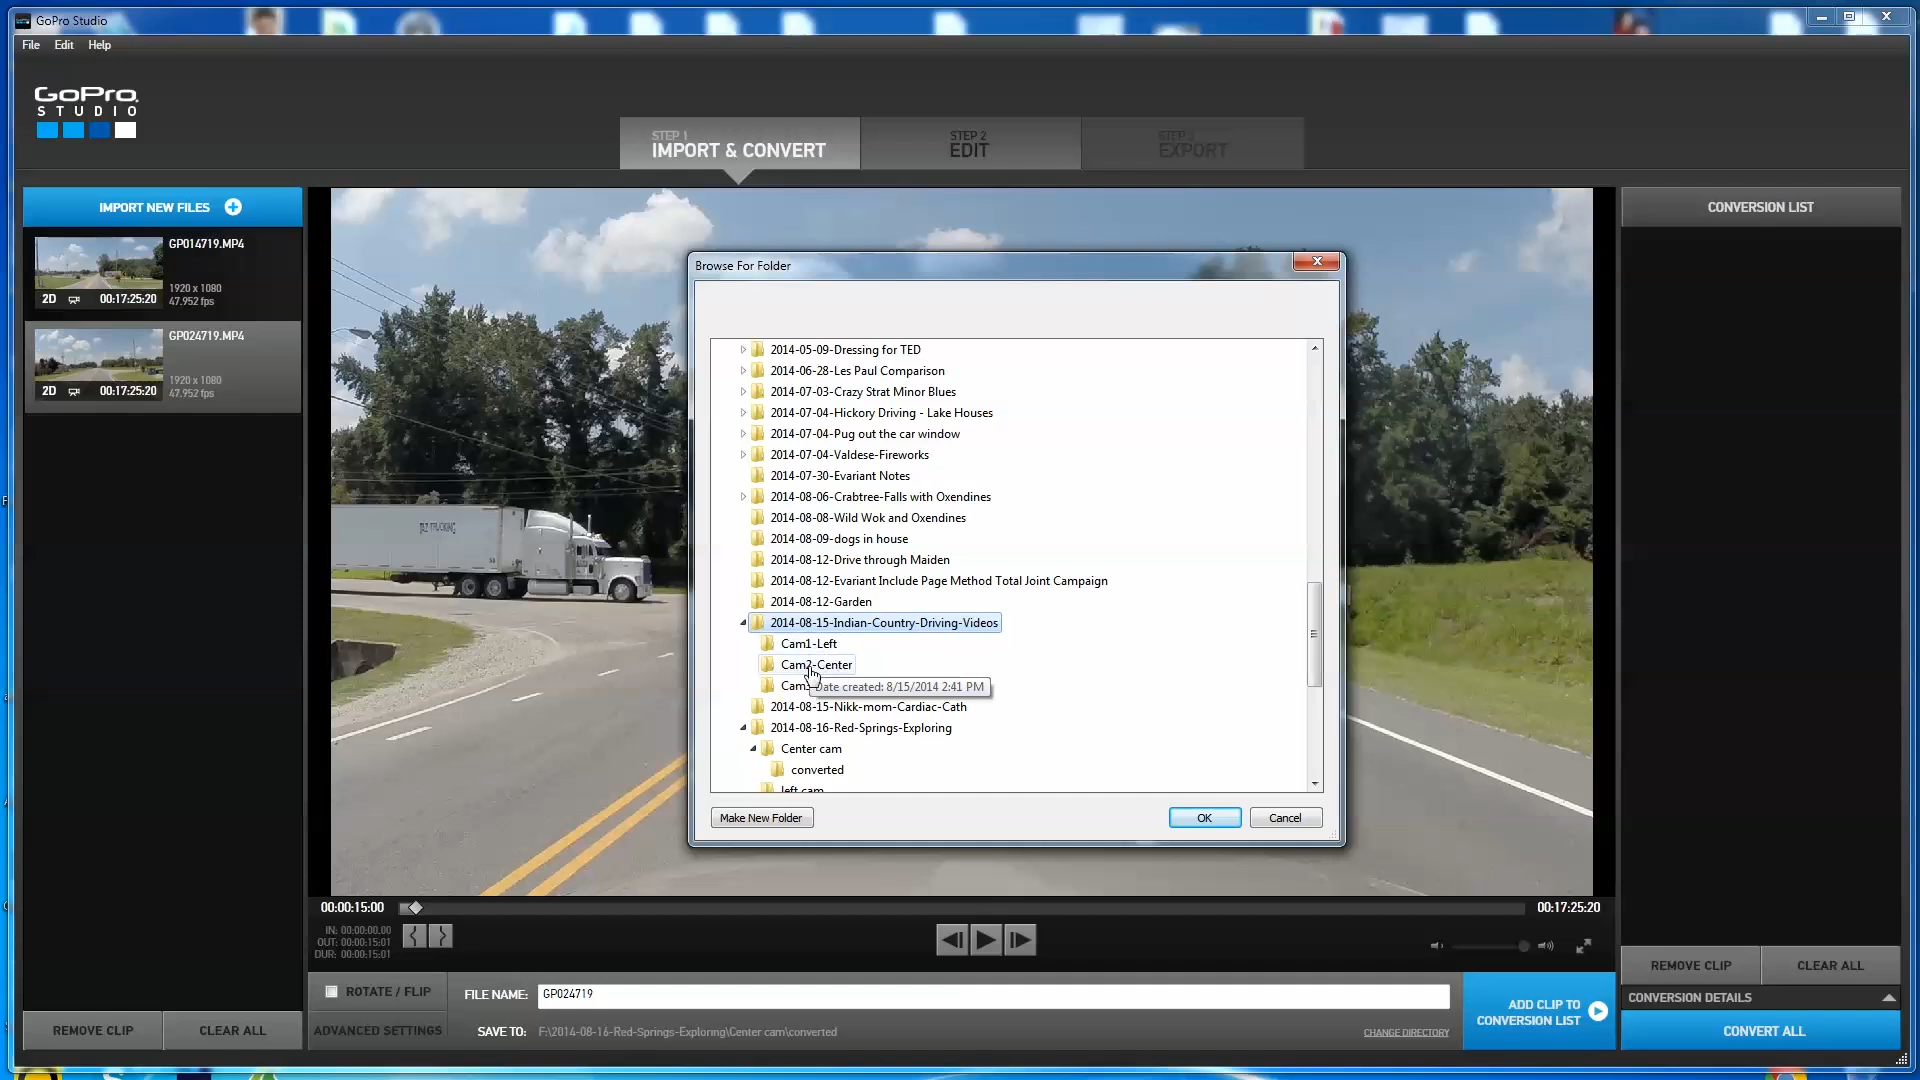 GoPro Studio
File Edit Help
GoPro
STUDIO
STEP 1
IMPORT & CONVERT
STEP 2
EDIT
STEP 3
EXPORT
IMPORT NEW FILES
GP014719.MP4
2D 00:17:25:20
1920 x 1080
47.952 fps
GP024719.MP4
2D 00:17:25:20
1920 x 1080
47.952 fps
REMOVE CLIP CLEAR ALL
TRUCKING
Browse For Folder
2014-05-09-Dressing for TED
2014-06-28-Les Paul Comparison
2014-07-03-Crazy Strat Minor Blues
2014-07-04-Hickory Driving - Lake Houses
2014-07-04-Pug out the car window
2014-07-04-Valdese-Fireworks
2014-07-30-Evariant Notes
2014-08-06-Crabtree-Falls with Oxendines
2014-08-08-Wild Wok and Oxendines
2014-08-09-dogs in house
2014-08-12-Drive through Maiden
2014-08-12-Evariant Include Page Method Total Joint Campaign
2014-08-12-Garden
2014-08-15-Indian-Country-Driving-Videos
Cam1-Left
Cam2-Center
Cam
Date created: 8/15/2014 2:41 PM
2014-08-15-Nikk-mom-Cardiac-Cath
2014-08-16-Red-Springs-Exploring
Center cam
converted
left cam
Make New Folder OK Cancel
00:00:15:00 00:17:25:20
IN: 00:00:00.00
OUT: 00:00:15:01
DUR: 00:00:15:01
ROTATE / FLIP
ADVANCED SETTINGS
FILE NAME: GP024719
SAVE TO: F:\2014-08-16-Red-Springs-Exploring\Center cam\converted
CHANGE DIRECTORY
ADD CLIP TO
CONVERSION LIST
CONVERSION LIST
REMOVE CLIP CLEAR ALL
CONVERSION DETAILS
CONVERT ALL